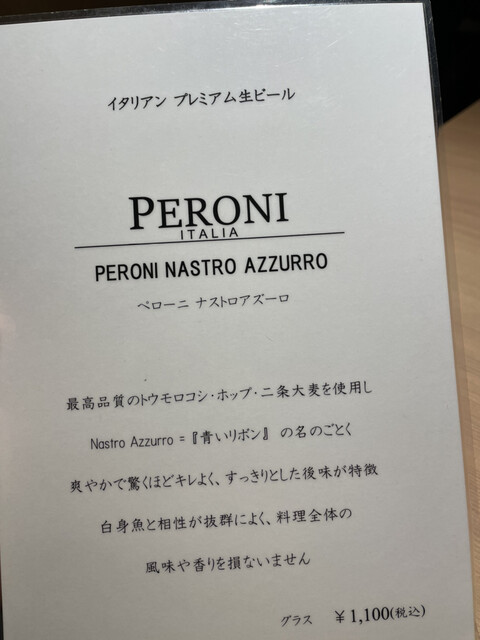 イタリアン プレミアム生ビール
PERONI
ITALIA
PERONI NASTRO AZZURRO
ペローニ ナストロアズーロ
最高品質のトウモロコシ・ホップ・二条大麦を使用し
Nastro Azzurro =『青いリボン』 の名のごとく
爽やかで驚くほどキレよく、すっきりとした後味が特徴
白身魚と相性が抜群によく、料理全体の
風味や香りを損ないません
グラス ￥1,100(税込)